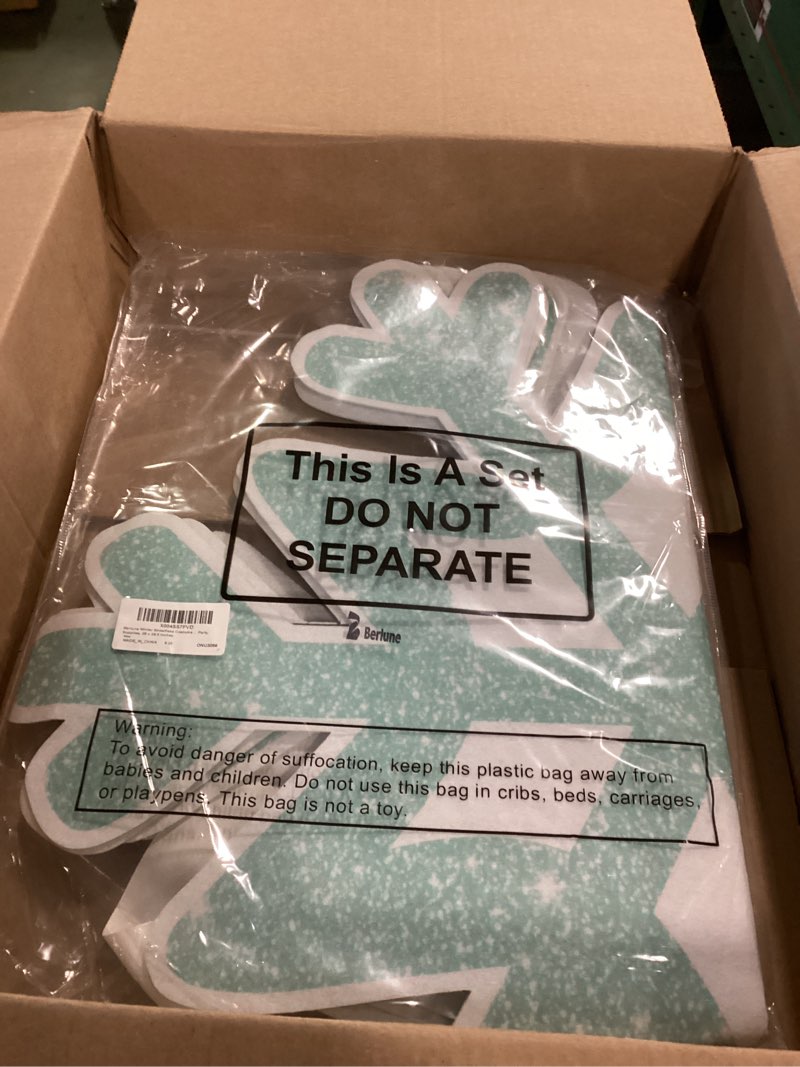 This Is A Set
DO NOT
SEPARATE
Berlune
Warning:
To avoid danger of suffocation, keep this plastic bag away from
babies and children. Do not use this bag in cribs, beds, carriages,
or playpens. This bag is not a toy.